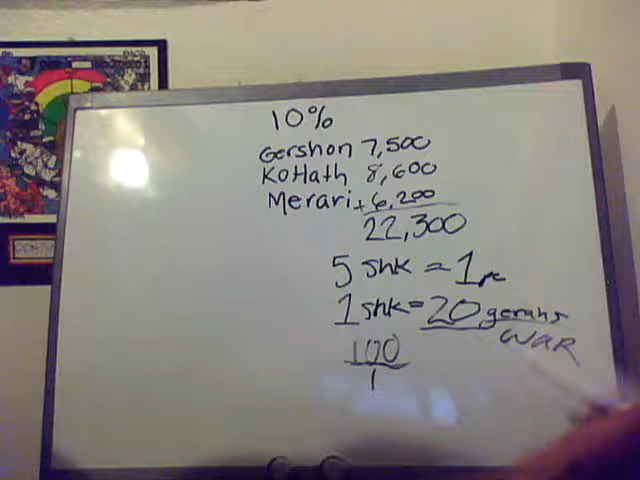 10%
Gershon 7,500
Kothath 8,600
Merari + 6,200
22,300
5 shk = 1
1 shk = 20 gerahs
WAR
100
1